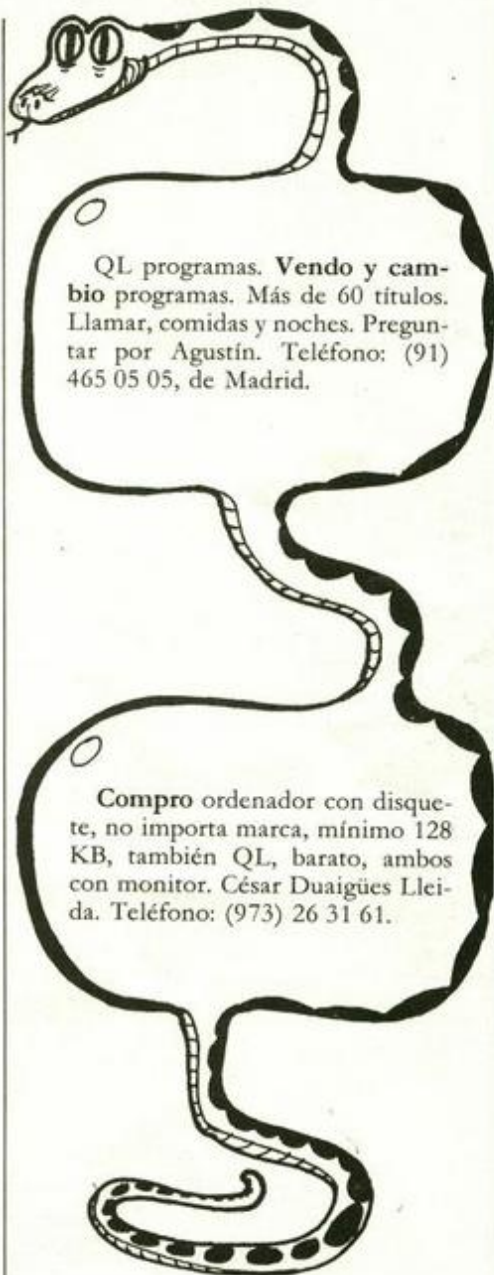 QL programas. Vendo y cam-
bio programas. Más de 60 títulos.
Llamar, comidas y noches. Pregun-
tar por Agustín. Teléfono: (91)
465 05 05, de Madrid.
Compro ordenador con disque-
te, no importa marca, mínimo 128
KB, también QL, barato, ambos
con monitor. César Duaigües Llei-
da. Teléfono: (973) 26 31 61.